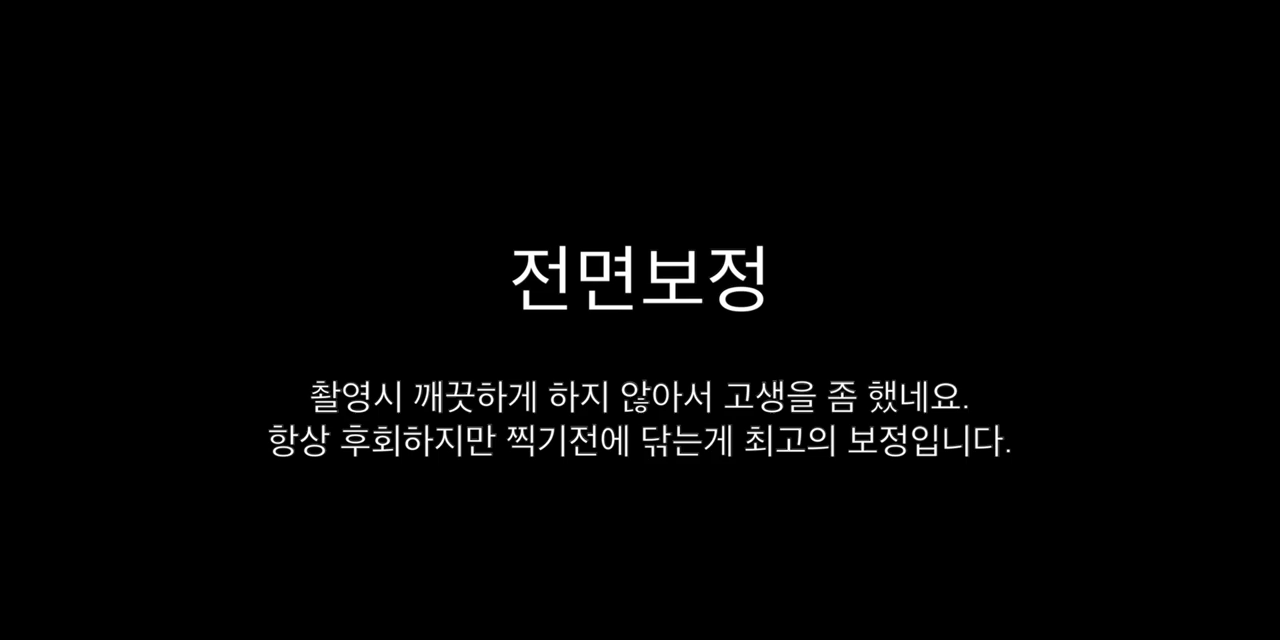 전면보정
촬영시 깨끗하게 하지 않아서 고생을 좀 했네요.
항상 후회하지만 찍기전에 닦는게 최고의 보정입니다.